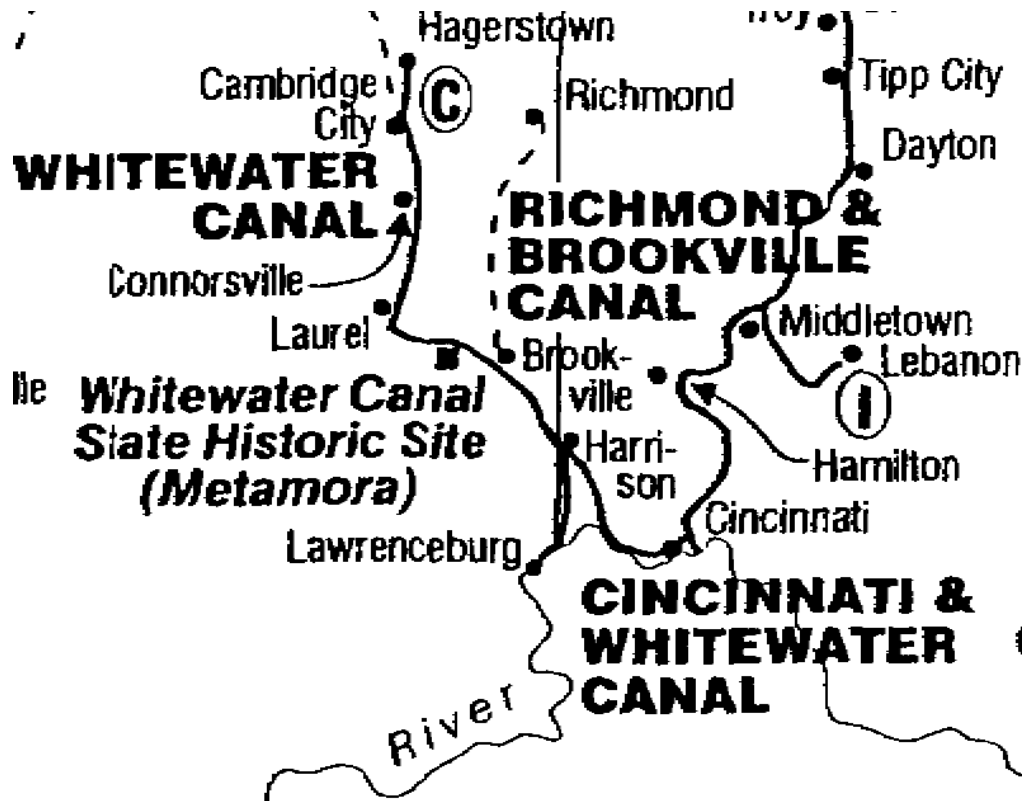 Hagerstown
Cambridge
City
C
Richmond
Tipp City
Dayton
WHITEWATER
CANAL
RICHMOND &
BROOKVILLE
CANAL
Connorsville
Laurel
Middletown
Lebanon
Brook-
ville
I
Whitewater Canal
State Historic Site
(Metamora)
Harri-
son
Hamilton
Cincinnati
Lawrenceburg
CINCINNATI &
WHITEWATER
CANAL
River